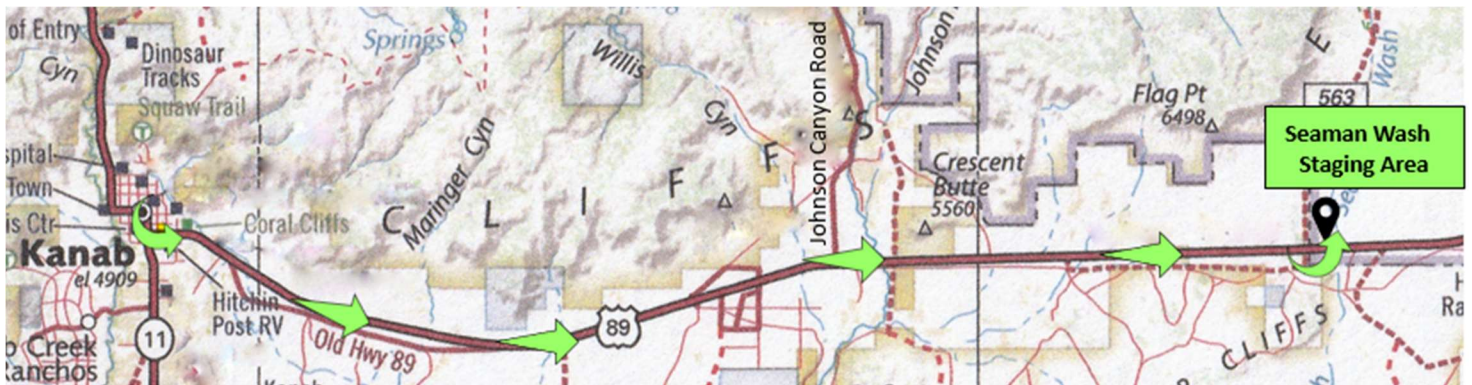 of Entry
Cyn
Dinosaur
Tracks
Squaw Trail
spital
Town
is Ctr
Kanab
el 4909
Coral Cliffs
Hitchin
Post RV
11
o Creek
Ranchos
Old Hwy 89
Springs
Willis
Cyn
Maringer Cyn
C L I F F S
89
Johnson Canyon Road
Johnson
Crescent
Butte
5560
Flag Pt
6498
E
Wash
563
Seaman Wash
Staging Area
CLIFFS
Ra